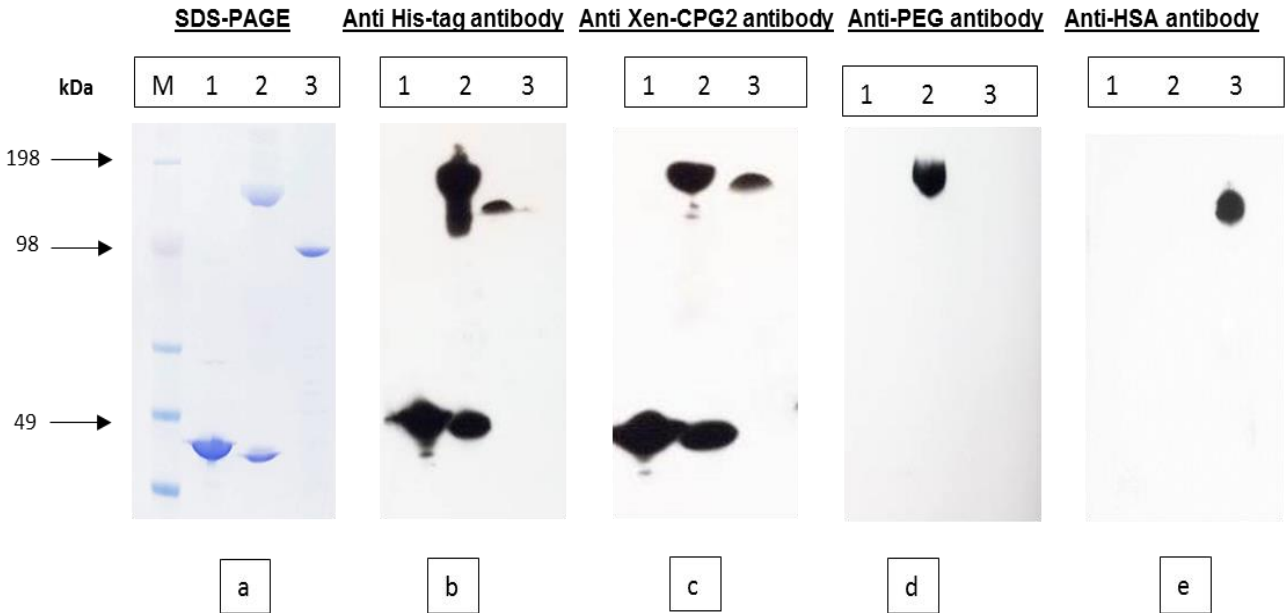 SDS-PAGE Anti His-tag antibody Anti Xen-CPG2 antibody Anti-PEG antibody Anti-HSA antibody
kDa M 1 2 3 1 2 3 1 2 3 1 2 3 1 2 3
198
98
49
a b c d e